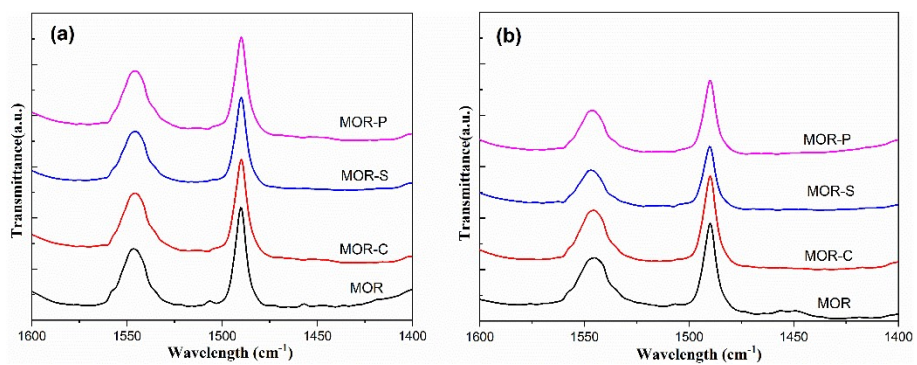 (a)
Transmittance(a.u.)
MOR-P
MOR-S
MOR-C
MOR
1600 1550 1500 1450 1400
Wavelength (cm⁻¹)
(b)
Transmittance(a.u.)
MOR-P
MOR-S
MOR-C
MOR
1600 1550 1500 1450 1400
Wavelength (cm⁻¹)